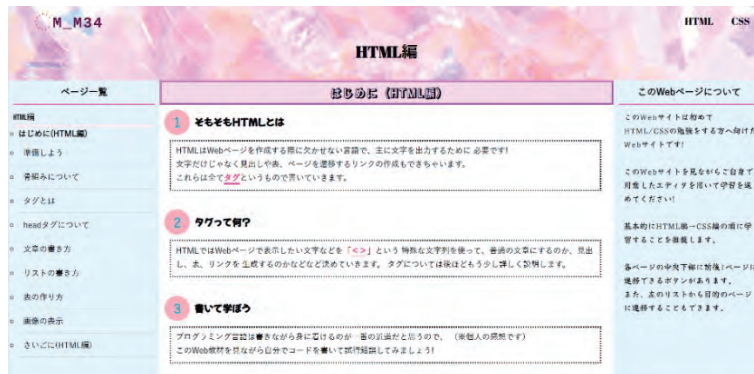 M_M34
HTML CSS
HTML編
ページ一覧
HTML編
はじめに(HTML編)
準備しよう
骨組みについて
タグとは
headタグについて
文章の書き方
リストの書き方
表の作り方
画像の表示
さいごに(HTML編)
はじめに (HTML編)
1 そもそもHTMLとは
HTMLはWebページを作成する際に欠かせない言語で、主に文字を出力するために 必要です!
文字だけじゃなく見出しや表、ページを遷移するリンクの作成もできちゃいます。
これらは全てタグというもので書いていきます。
2 タグって何?
HTMLではWebページで表示したい文字などを「<>」という 特殊な文字列を使って、普通の文章にするのか、見出
し、表、リンクを 生成するのかなどなど決めていきます。 タグについては後ほどもう少し詳しく説明します。
3 書いて学ぼう
プログラミング言語は書きながら身に着けるのが一番の近道だと思うので、 (※個人の感想です)
このWeb教材を見ながら自分でコードを書いて試行錯誤してみましょう!
このWebページについて
このWebサイトは初めて
HTML/CSSの勉強をする方へ向けた
Webサイトです!
このWebサイトを見ながらご自身で
用意したエディタを用いて学習を進
めてください!
基本的にHTML編→CSS編の順に学
習することを推奨します。
各ページの中央下部に前後ページに
遷移できるボタンがあります。
また、左のリストから目的のページ
に遷移することもできます。